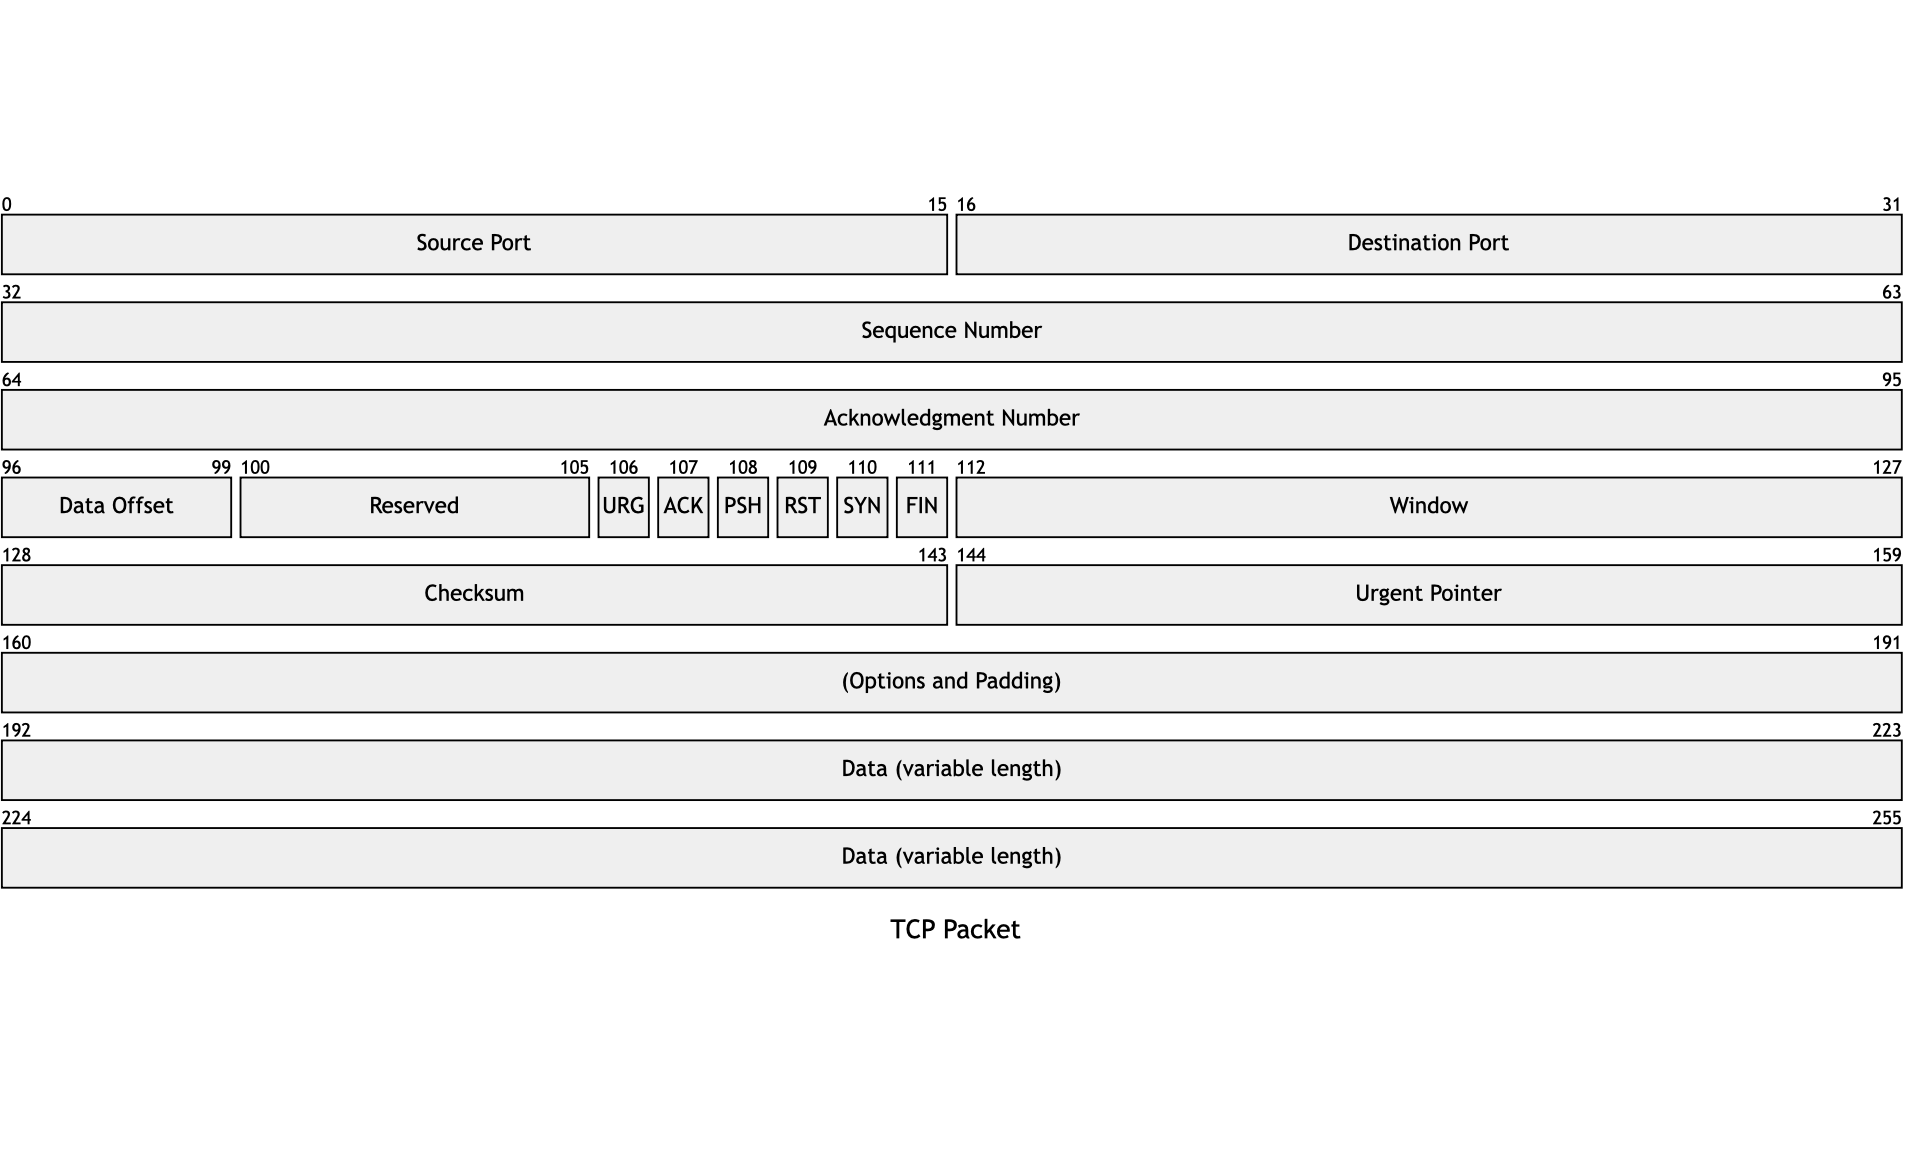 0 15 16 31
Source Port Destination Port
32 63
Sequence Number
64 95
Acknowledgment Number
96 99 100 105 106 107 108 109 110 111 112 127
Data Offset Reserved URG ACK PSH RST SYN FIN Window
128 143 144 159
Checksum Urgent Pointer
160 191
(Options and Padding)
192 223
Data (variable length)
224 255
Data (variable length)
TCP Packet